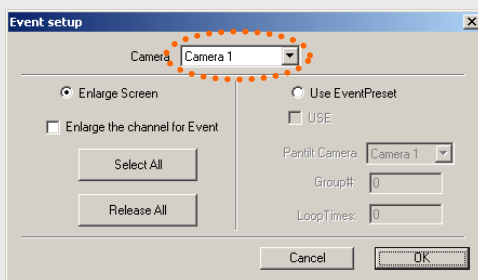 Event setup
Camera Camera 1
Enlarge Screen
Enlarge the channel for Event
Select All
Release All
Use EventPreset
USE
Pantilt Camera Camera 1
Group#: 0
LoopTimes: 0
Cancel OK